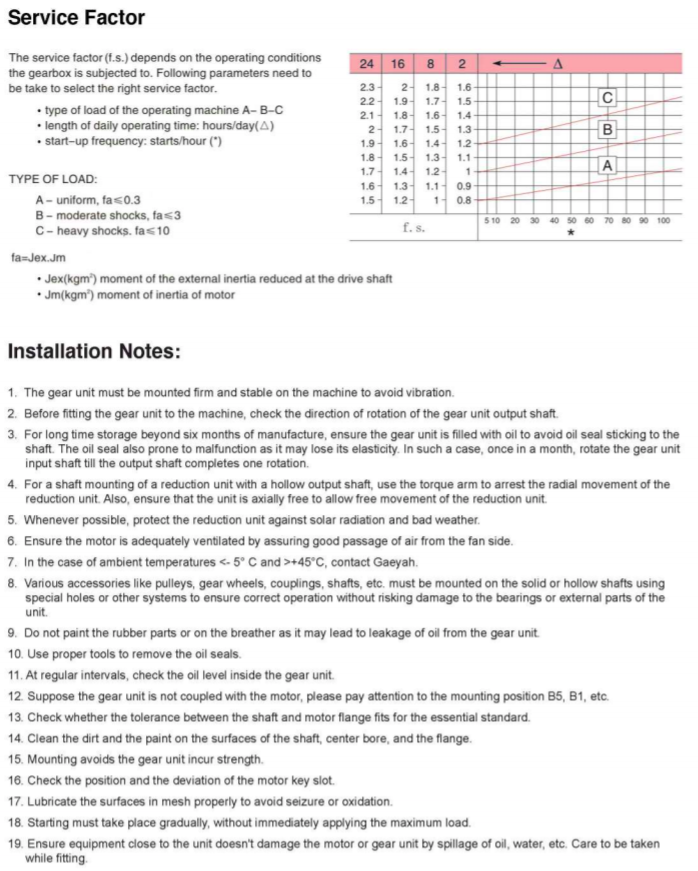 Service Factor
The service factor (f.s.) depends on the operating conditions
the gearbox is subjected to. Following parameters need to
be take to select the right service factor.
• type of load of the operating machine A– B–C
• length of daily operating time: hours/day(△)
• start–up frequency: starts/hour (*)
TYPE OF LOAD:
A – uniform, fa≤0.3
B – moderate shocks, fa≤3
C – heavy shocks. fa≤10
24 16 8 2 ← Δ
2.3 2 1.8 1.6
2.2 1.9 1.7 1.5
2.1 1.8 1.6 1.4
2 1.7 1.5 1.3
1.9 1.6 1.4 1.2
1.8 1.5 1.3 1.1
1.7 1.4 1.2 1
1.6 1.3 1.1 0.9
1.5 1.2 1 0.8
C
B
A
f. s.
5 10 20 30 40 50 60 70 80 90 100
*
fa=Jex.Jm
• Jex(kgm²) moment of the external inertia reduced at the drive shaft
• Jm(kgm²) moment of inertia of motor
Installation Notes:
1. The gear unit must be mounted firm and stable on the machine to avoid vibration.
2. Before fitting the gear unit to the machine, check the direction of rotation of the gear unit output shaft.
3. For long time storage beyond six months of manufacture, ensure the gear unit is filled with oil to avoid oil seal sticking to the
shaft. The oil seal also prone to malfunction as it may lose its elasticity. In such a case, once in a month, rotate the gear unit
input shaft till the output shaft completes one rotation.
4. For a shaft mounting of a reduction unit with a hollow output shaft, use the torque arm to arrest the radial movement of the
reduction unit. Also, ensure that the unit is axially free to allow free movement of the reduction unit.
5. Whenever possible, protect the reduction unit against solar radiation and bad weather.
6. Ensure the motor is adequately ventilated by assuring good passage of air from the fan side.
7. In the case of ambient temperatures <- 5° C and >+45°C, contact Gaeyah.
8. Various accessories like pulleys, gear wheels, couplings, shafts, etc. must be mounted on the solid or hollow shafts using
special holes or other systems to ensure correct operation without risking damage to the bearings or external parts of the
unit.
9. Do not paint the rubber parts or on the breather as it may lead to leakage of oil from the gear unit.
10. Use proper tools to remove the oil seals.
11. At regular intervals, check the oil level inside the gear unit.
12. Suppose the gear unit is not coupled with the motor, please pay attention to the mounting position B5, B1, etc.
13. Check whether the tolerance between the shaft and motor flange fits for the essential standard.
14. Clean the dirt and the paint on the surfaces of the shaft, center bore, and the flange.
15. Mounting avoids the gear unit incur strength.
16. Check the position and the deviation of the motor key slot.
17. Lubricate the surfaces in mesh properly to avoid seizure or oxidation.
18. Starting must take place gradually, without immediately applying the maximum load.
19. Ensure equipment close to the unit doesn't damage the motor or gear unit by spillage of oil, water, etc. Care to be taken
while fitting.